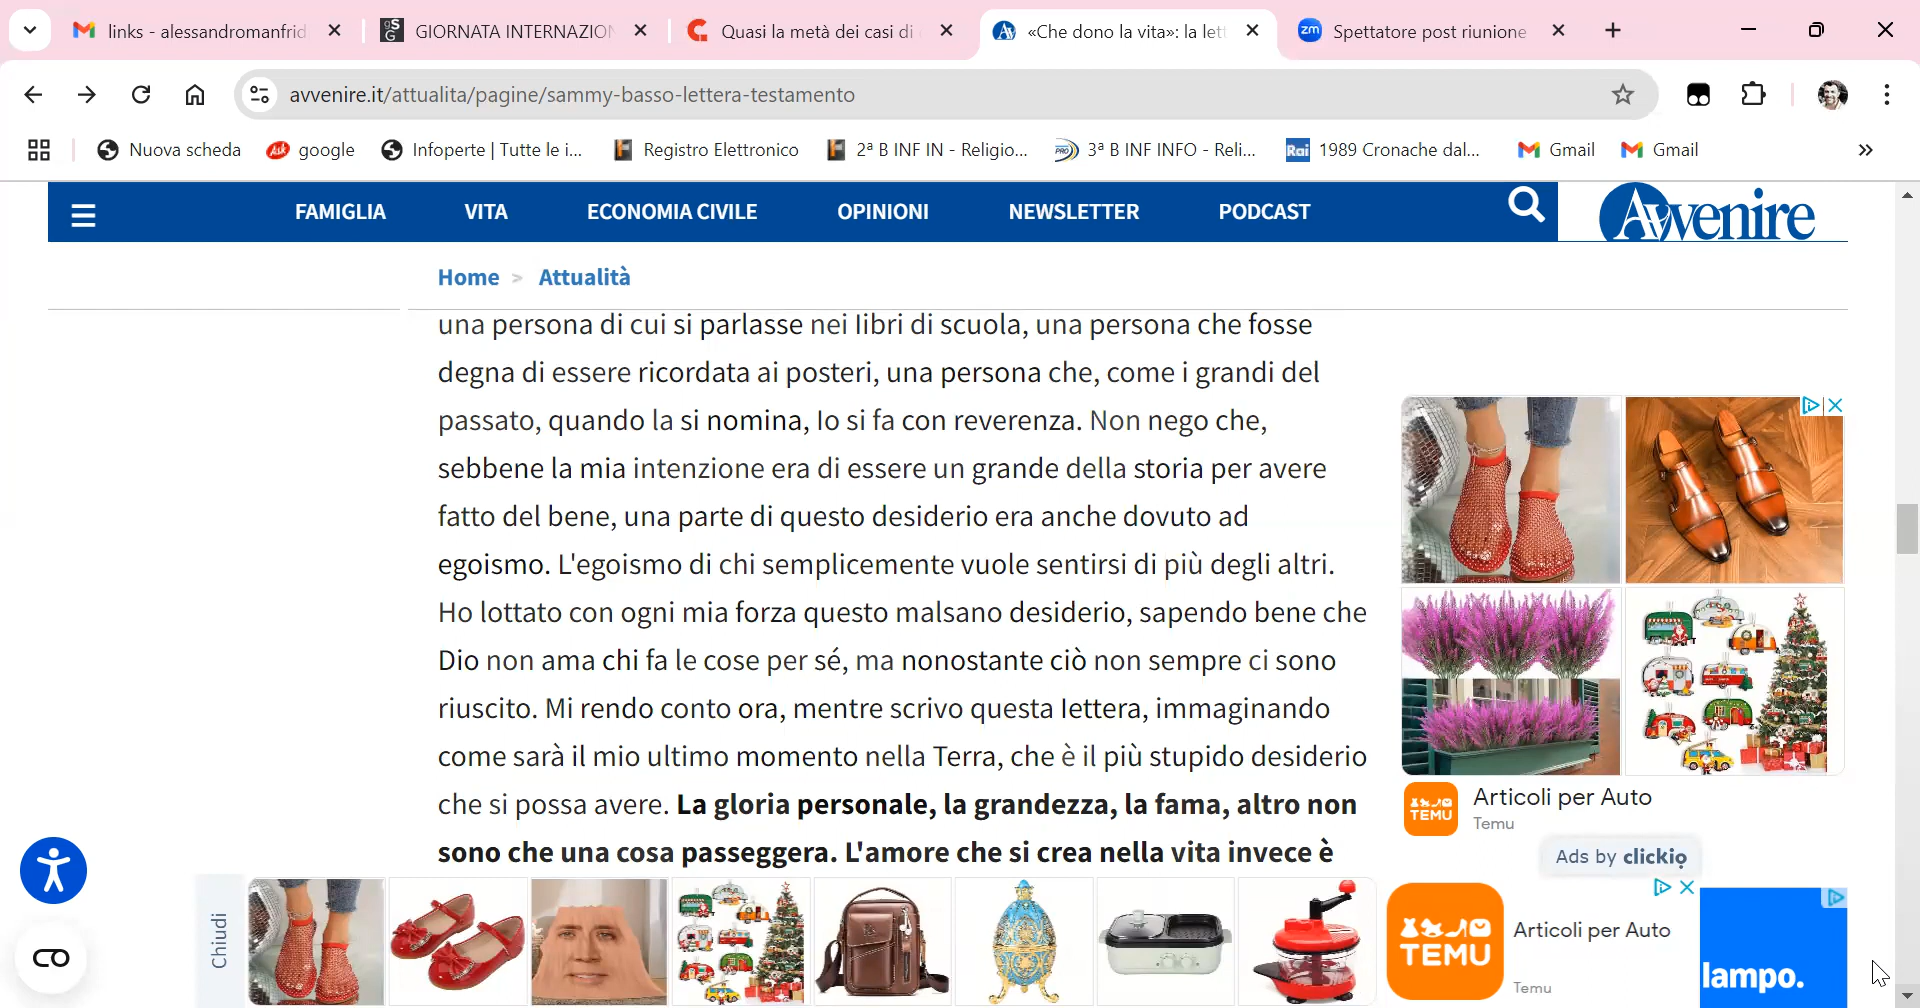 links - alessandromanfrid
GIORNATA INTERNAZION
Quasi la metà dei casi di
«Che dono la vita»: la lett
Spettatore post riunione
avvenire.it/attualita/pagine/sammy-basso-lettera-testamento
Nuova scheda
google
Infoperte | Tutte le i...
Registro Elettronico
2ª B INF IN - Religio...
3ª B INF INFO - Reli...
1989 Cronache dal...
Gmail
Gmail
FAMIGLIA
VITA
ECONOMIA CIVILE
OPINIONI
NEWSLETTER
PODCAST
Avvenire
Home > Attualità
una persona di cui si parlasse nei libri di scuola, una persona che fosse
degna di essere ricordata ai posteri, una persona che, come i grandi del
passato, quando la si nomina, lo si fa con reverenza. Non nego che,
sebbene la mia intenzione era di essere un grande della storia per avere
fatto del bene, una parte di questo desiderio era anche dovuto ad
egoismo. L'egoismo di chi semplicemente vuole sentirsi di più degli altri.
Ho lottato con ogni mia forza questo malsano desiderio, sapendo bene che
Dio non ama chi fa le cose per sé, ma nonostante ciò non sempre ci sono
riuscito. Mi rendo conto ora, mentre scrivo questa lettera, immaginando
come sarà il mio ultimo momento nella Terra, che è il più stupido desiderio
che si possa avere. La gloria personale, la grandezza, la fama, altro non
sono che una cosa passeggera. L'amore che si crea nella vita invece è
TEMU
Articoli per Auto
Temu
Ads by clickio
Chiudi
TEMU
Articoli per Auto
Temu
lampo.